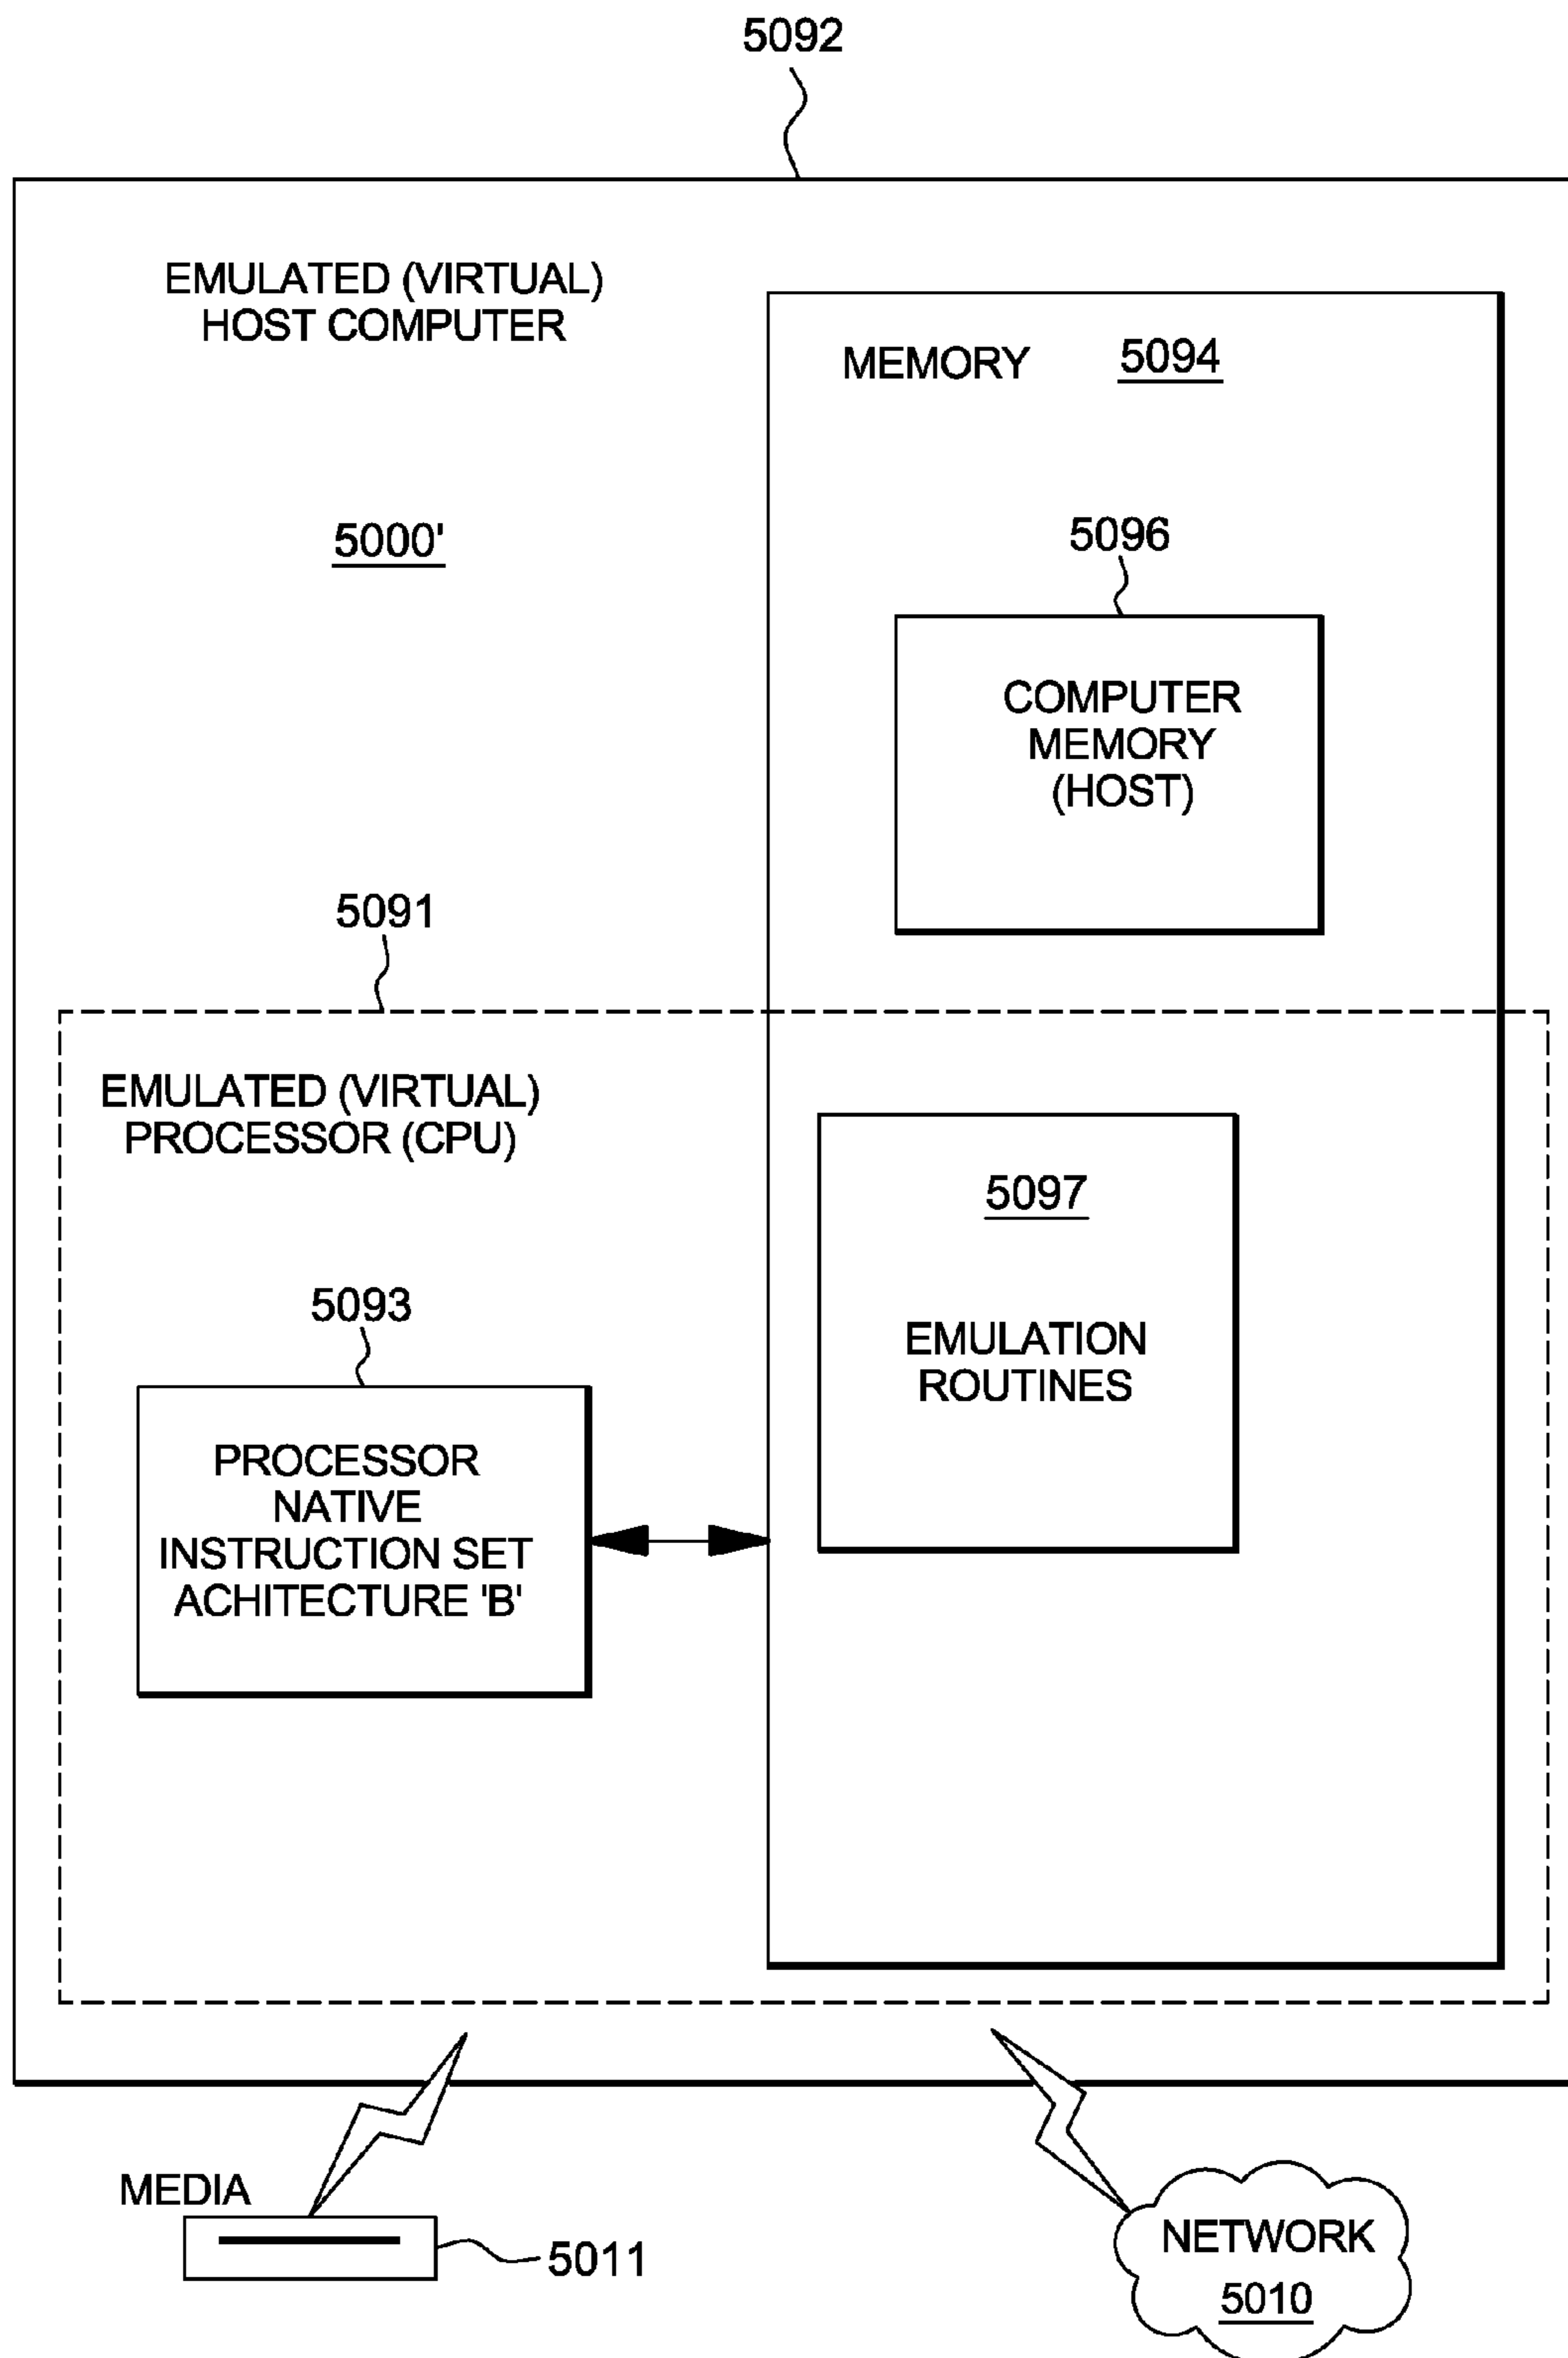 5092
EMULATED (VIRTUAL)
HOST COMPUTER
MEMORY 5094
5000'
5096
COMPUTER
MEMORY
(HOST)
5091
EMULATED (VIRTUAL)
PROCESSOR (CPU)
5097
EMULATION
ROUTINES
5093
PROCESSOR
NATIVE
INSTRUCTION SET
ACHITECTURE 'B'
MEDIA
5011
NETWORK
5010